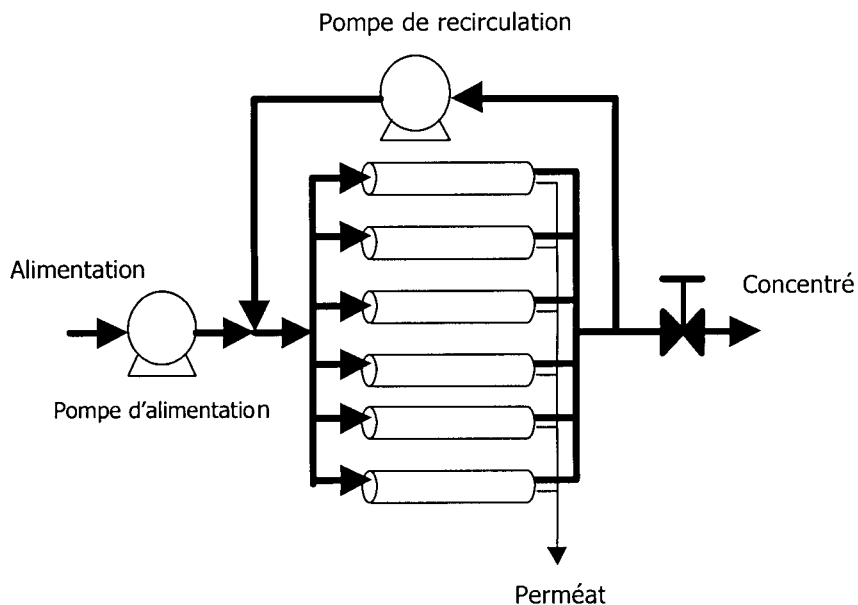 Pompe de recirculation
Alimentation
Concentré
Pompe d'alimentation
Perméat